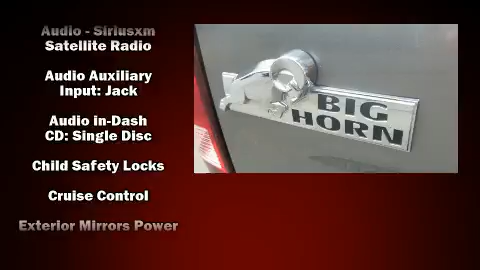 Audio - Siriusxm
Satellite Radio
Audio Auxiliary
Input: Jack
Audio in-Dash
CD: Single Disc
Child Safety Locks
Cruise Control
Exterior Mirrors Power
BIG
HORN